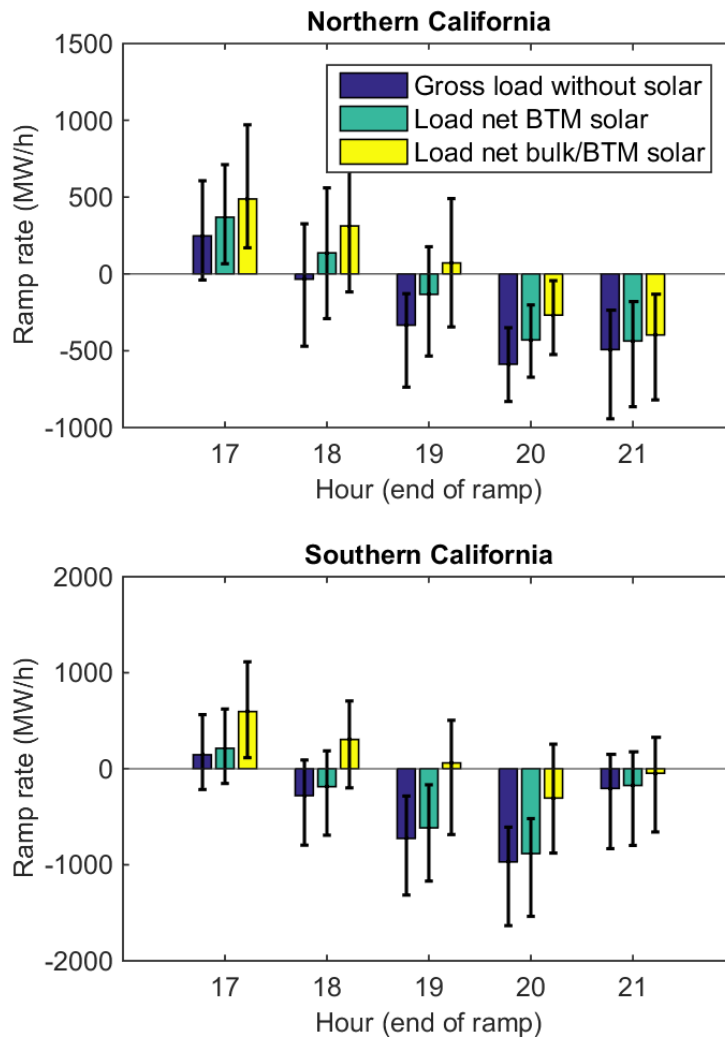 Northern California
1500
1000
500
0
-500
-1000
Ramp rate (MW/h)
Gross load without solar
Load net BTM solar
Load net bulk/BTM solar
17 18 19 20 21
Hour (end of ramp)
Southern California
2000
1000
0
-1000
-2000
Ramp rate (MW/h)
17 18 19 20 21
Hour (end of ramp)